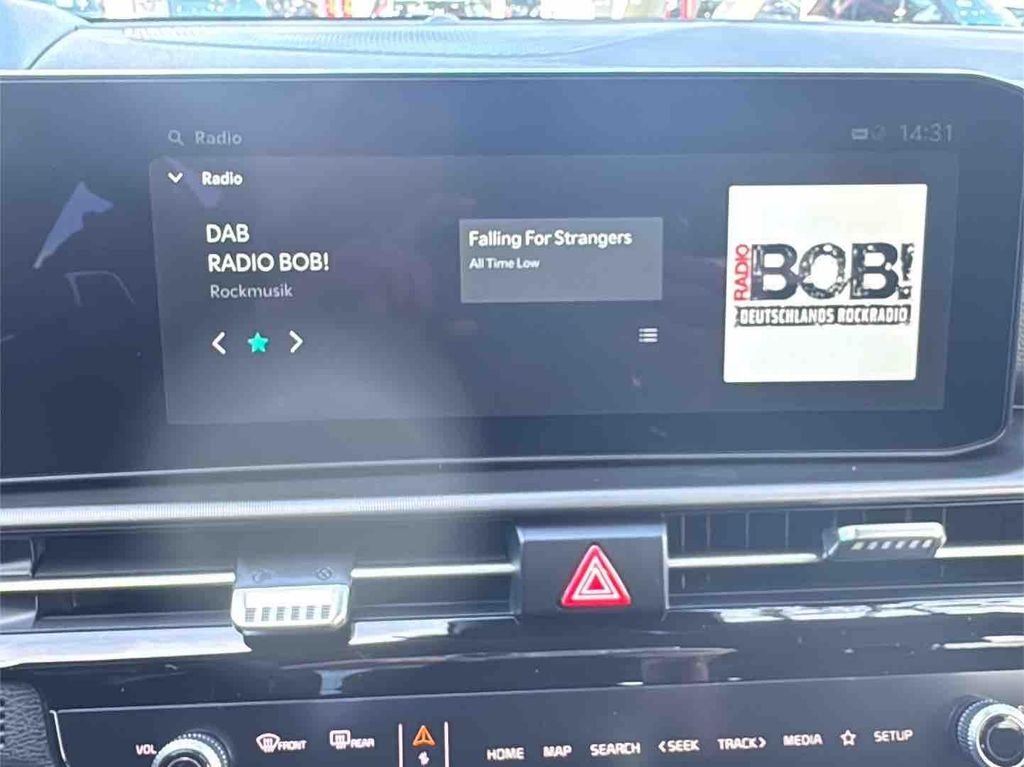 Radio
14:31
Radio
DAB
RADIO BOB!
Rockmusik
Falling For Strangers
All Time Low
RADIO BOB!
DEUTSCHLANDS ROCKRADIO
VOL
FRONT
REAR
HOME
MAP
SEARCH
<SEEK
TRACK>
MEDIA
SETUP